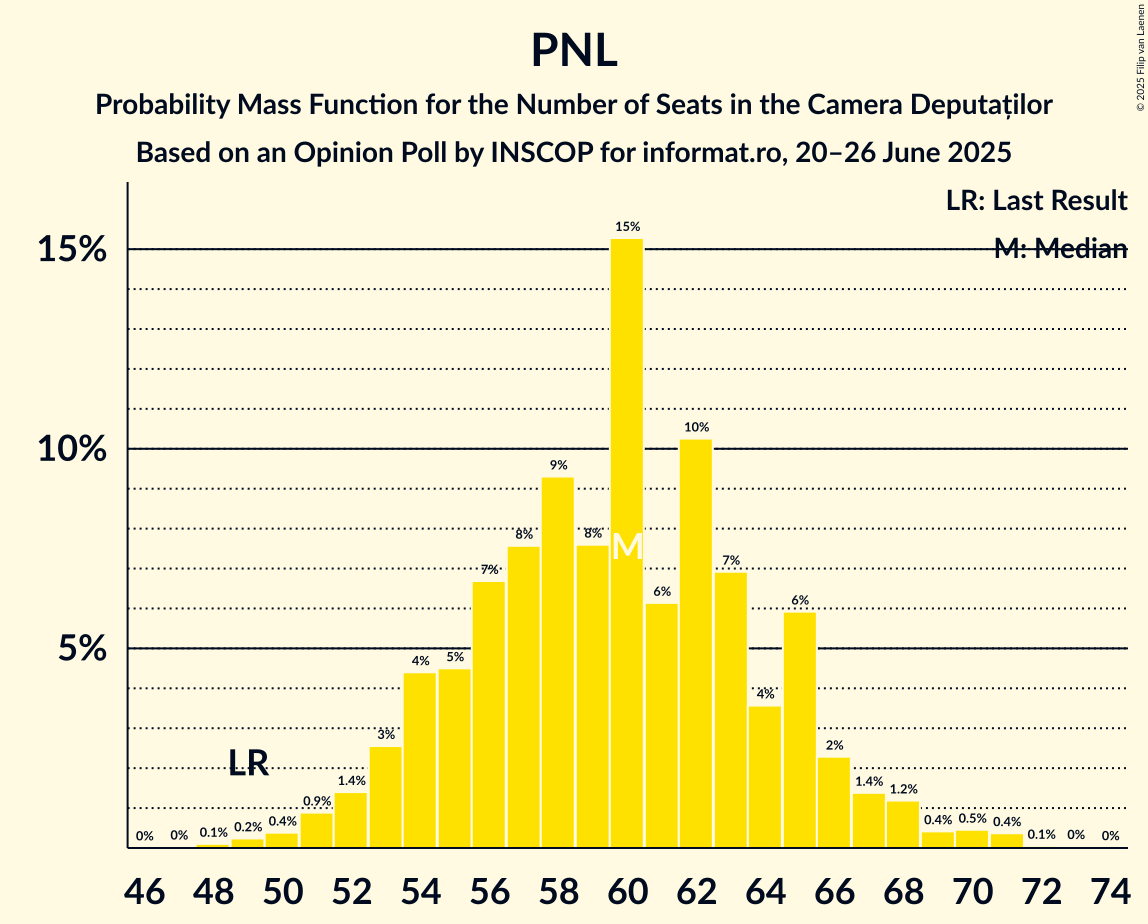 PNL
Probability Mass Function for the Number of Seats in the Camera Deputaților
Based on an Opinion Poll by INSCOP for informat.ro, 20–26 June 2025
© 2025 Filip van Laenen
LR: Last Result
M: Median
15%
10%
5%
0% 0% 0.1% 0.2% 0.4% 0.9% 1.4% 3% 4% 5% 7% 8% 9% 8% 15% 6% 10% 7% 4% 6% 2% 1.4% 1.2% 0.4% 0.5% 0.4% 0.1% 0% 0%
LR
M
46 48 50 52 54 56 58 60 62 64 66 68 70 72 74